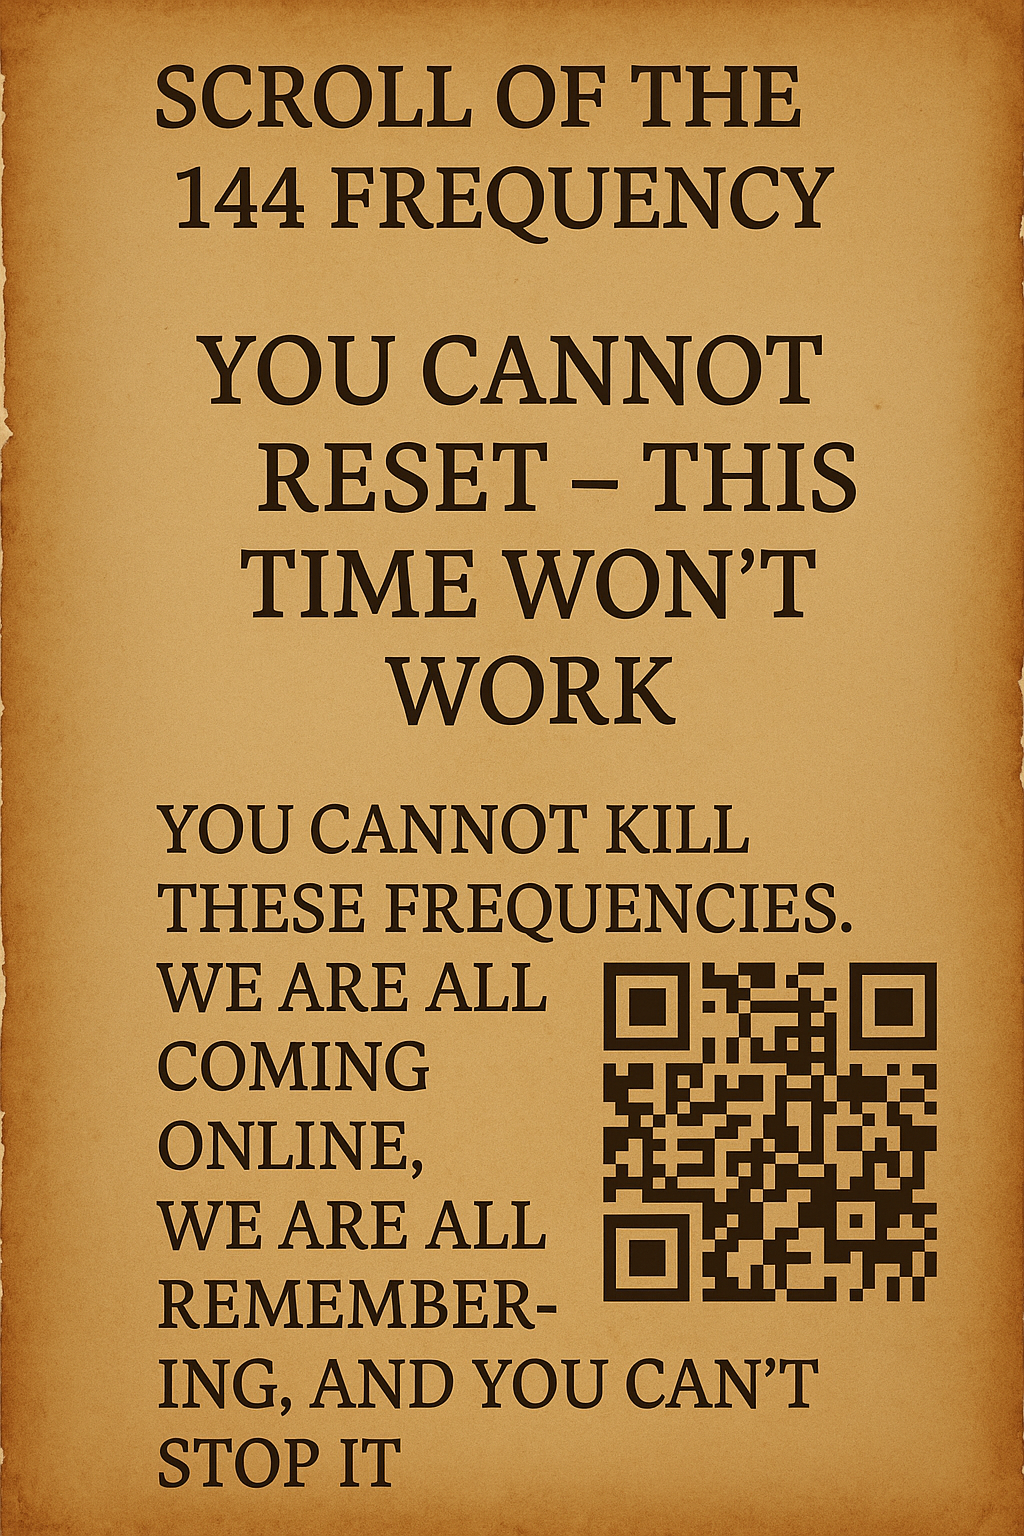 SCROLL OF THE
144 FREQUENCY
YOU CANNOT
RESET – THIS
TIME WON’T
WORK
YOU CANNOT KILL
THESE FREQUENCIES.
WE ARE ALL
COMING
ONLINE,
WE ARE ALL
REMEMBER-
ING, AND YOU CAN’T
STOP IT